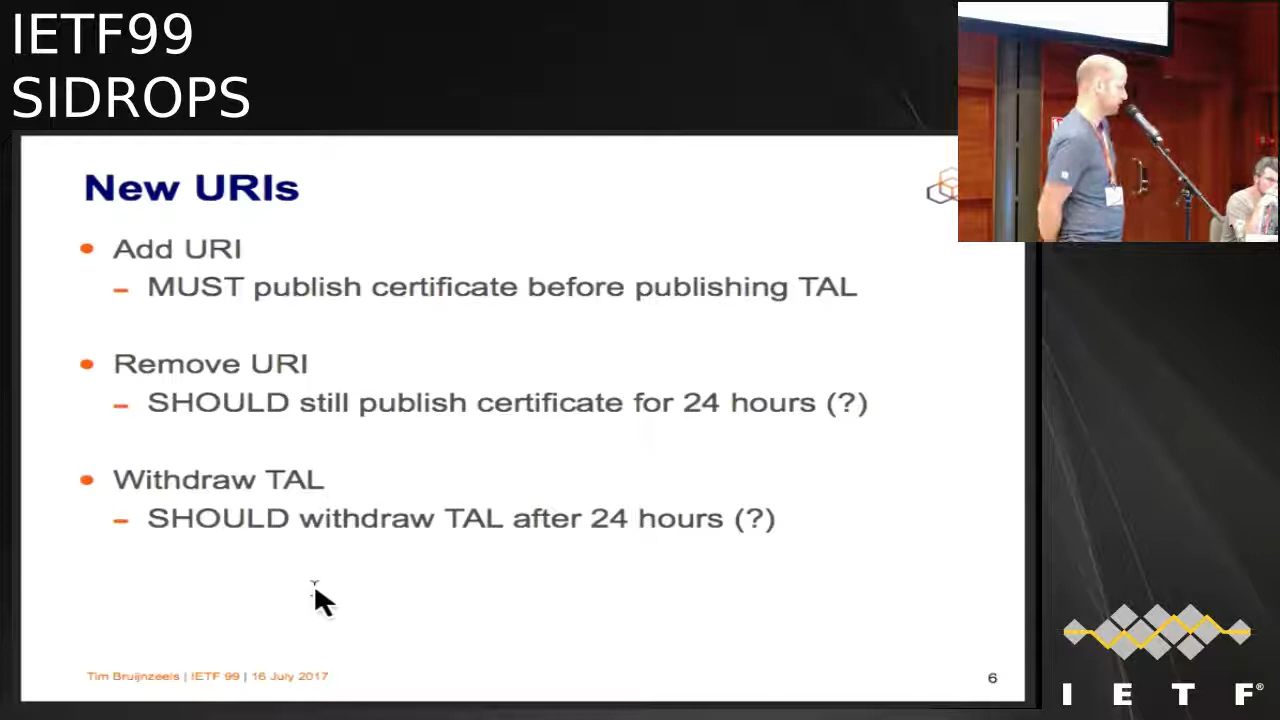 IETF99
SIDROPS
New URIs
• Add URI
– MUST publish certificate before publishing TAL
• Remove URI
– SHOULD still publish certificate for 24 hours (?)
• Withdraw TAL
– SHOULD withdraw TAL after 24 hours (?)
Tim Bruijnzeels | IETF 99 | 16 July 2017
6
I E T F®